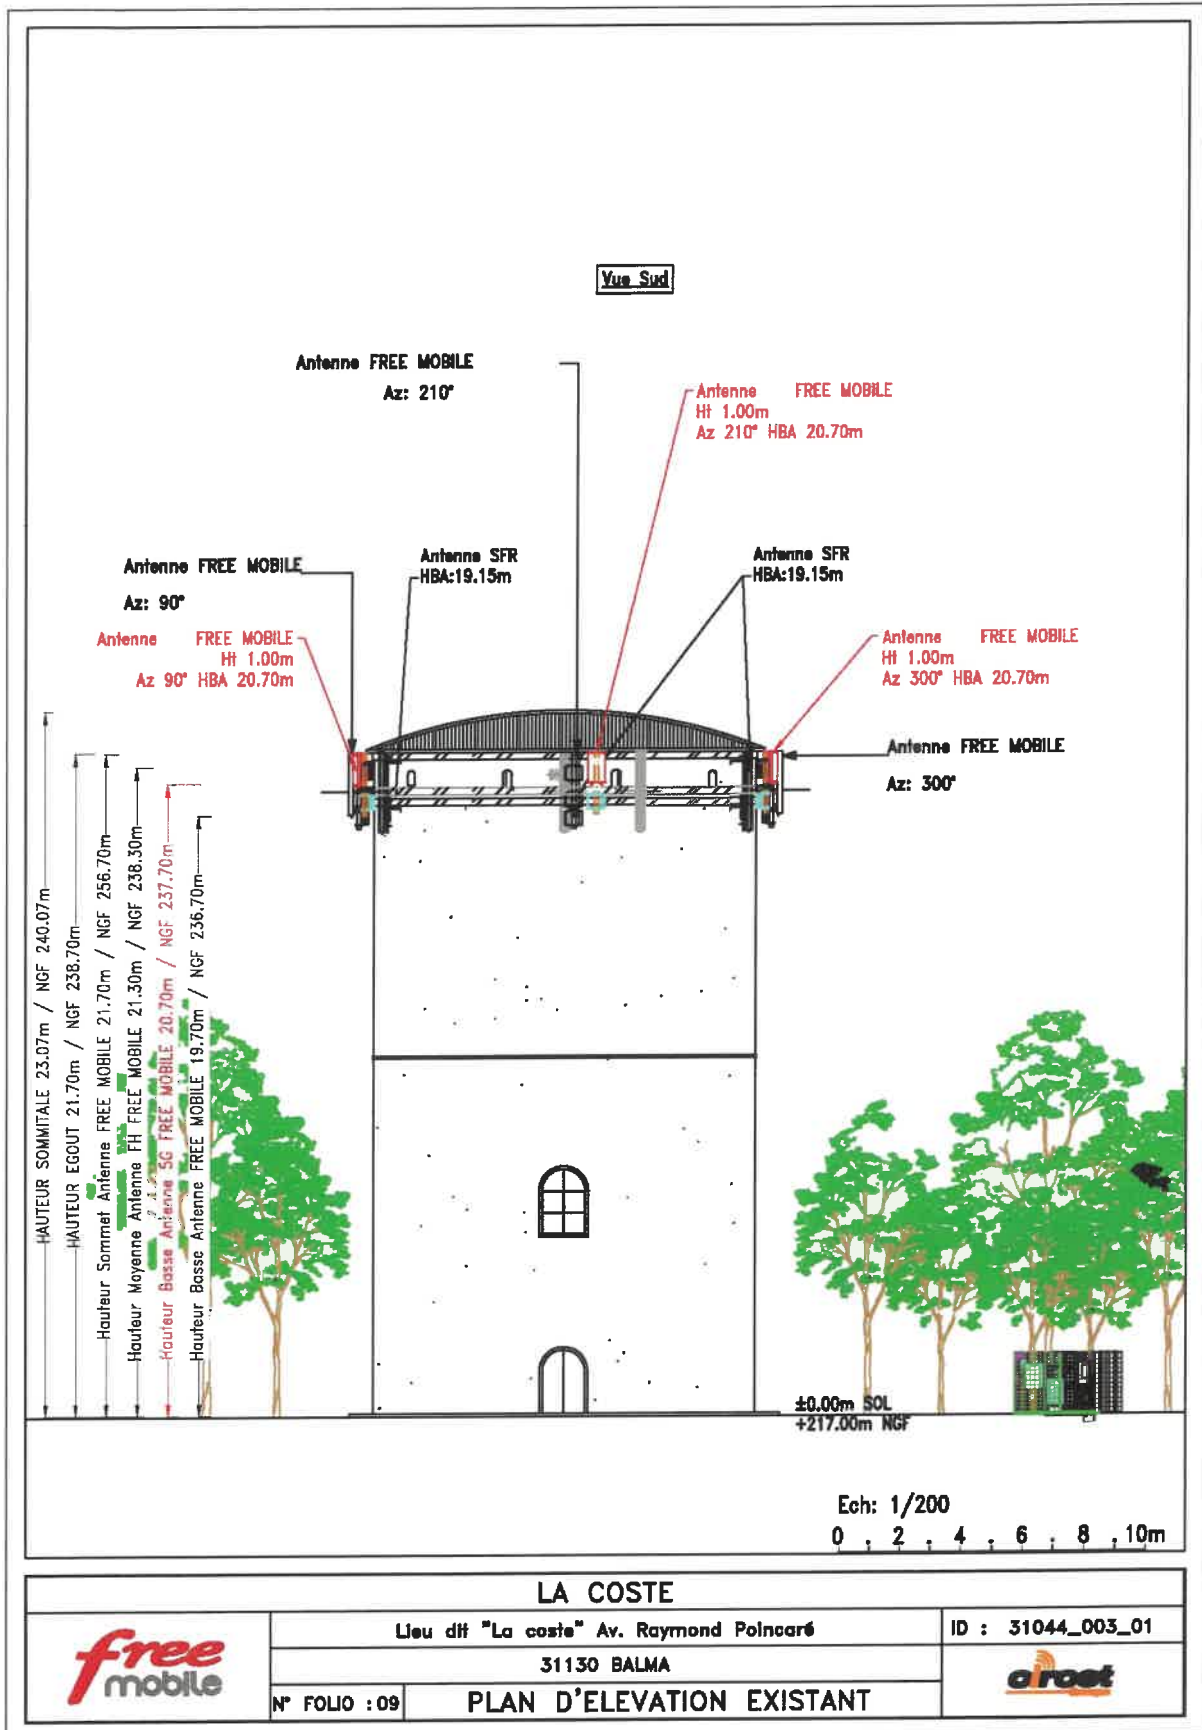 Vue Sud
Antenne FREE MOBILE
Az: 210°
Antenne FREE MOBILE
Ht 1.00m
Az 210° HBA 20.70m
Antenne FREE MOBILE
Az: 90°
Antenne SFR
HBA:19.15m
Antenne SFR
HBA:19.15m
Antenne FREE MOBILE
Ht 1.00m
Az 90° HBA 20.70m
Antenne FREE MOBILE
Ht 1.00m
Az 300° HBA 20.70m
Antenne FREE MOBILE
Az: 300°
HAUTEUR SOMMITALE 23.07m / NGF 240.07m
HAUTEUR EGOUT 21.70m / NGF 238.70m
Hauteur Sommet Antenne FREE MOBILE 21.70m / NGF 256.70m
Hauteur Moyenne Antenne FH FREE MOBILE 21.30m / NGF 238.30m
Hauteur Basse Antenne 5G FREE MOBILE 20.70m / NGF 237.70m
Hauteur Basse Antenne FREE MOBILE 19.70m / NGF 236.70m
±0.00m SOL
+217.00m NGF
Ech: 1/200
0 . 2 . 4 . 6 . 8 . 10m
LA COSTE
Lieu dit "La coste" Av. Raymond Poincaré
ID : 31044_003_01
31130 BALMA
free
mobile
circet
N° FOLIO : 09
PLAN D'ELEVATION EXISTANT